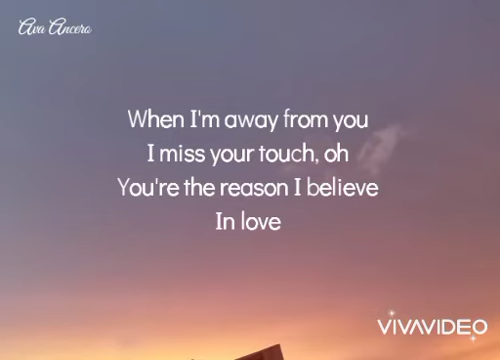 Ava Ancero
When I'm away from you
I miss your touch, oh
You're the reason I believe
In love
VIVAVIDEO